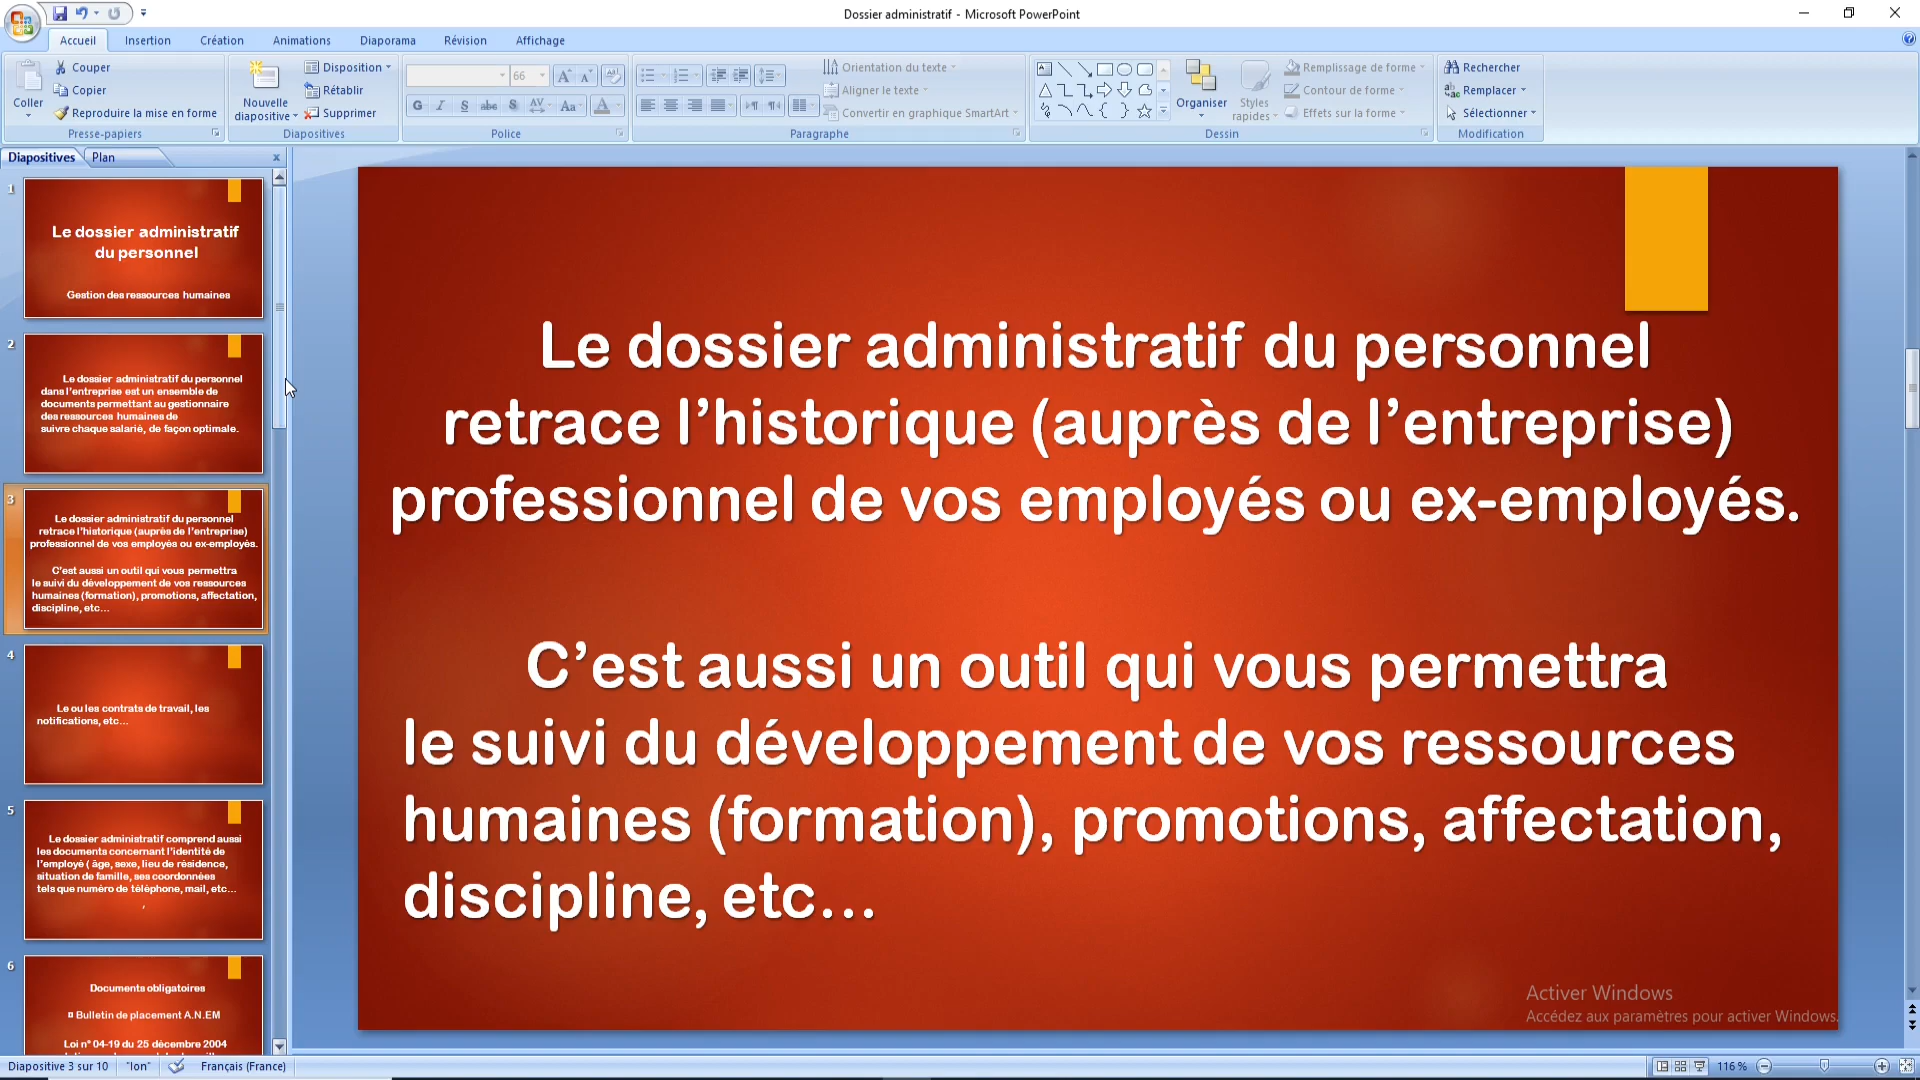 Dossier administratif - Microsoft PowerPoint
Accueil Insertion Création Animations Diaporama Révision Affichage
Coller
Couper
Copier
Reproduire la mise en forme
Presse-papiers
Nouvelle diapositive
Disposition
Rétablir
Supprimer
Diapositives
66
G I S abc S AV Aa A
Police
Orientation du texte
Aligner le texte
Convertir en graphique SmartArt
Paragraphe
Organiser
Styles rapides
Remplissage de forme
Contour de forme
Effets sur la forme
Dessin
Rechercher
Remplacer
Sélectionner
Modification
Diapositives Plan x
1
Le dossier administratif
du personnel
Gestion des ressources humaines
2
Le dossier administratif du personnel
dans l'entreprise est un ensemble de
documents permettant au gestionnaire
des ressources humaines de
suivre chaque salarié, de façon optimale.
3
Le dossier administratif du personnel
retrace l'historique (auprès de l'entreprise)
professionnel de vos employés ou ex-employés.
C'est aussi un outil qui vous permettra
le suivi du développement de vos ressources
humaines (formation), promotions, affectation,
discipline, etc...
4
Le ou les contrats de travail, les
notifications, etc...
5
Le dossier administratif comprend aussi
les documents concernant l'identité de
l'employé ( âge, sexe, lieu de résidence,
situation de famille, ses coordonnées
tels que numéro de téléphone, mail, etc...
,
6
Documents obligatoires
¤ Bulletin de placement A.N.EM
Loi n° 04-19 du 25 décembre 2004
Le dossier administratif du personnel
retrace l'historique (auprès de l'entreprise)
professionnel de vos employés ou ex-employés.
C'est aussi un outil qui vous permettra
le suivi du développement de vos ressources
humaines (formation), promotions, affectation,
discipline, etc...
Activer Windows
Accédez aux paramètres pour activer Windows.
Diapositive 3 sur 10 "Ion" Français (France) 116 %